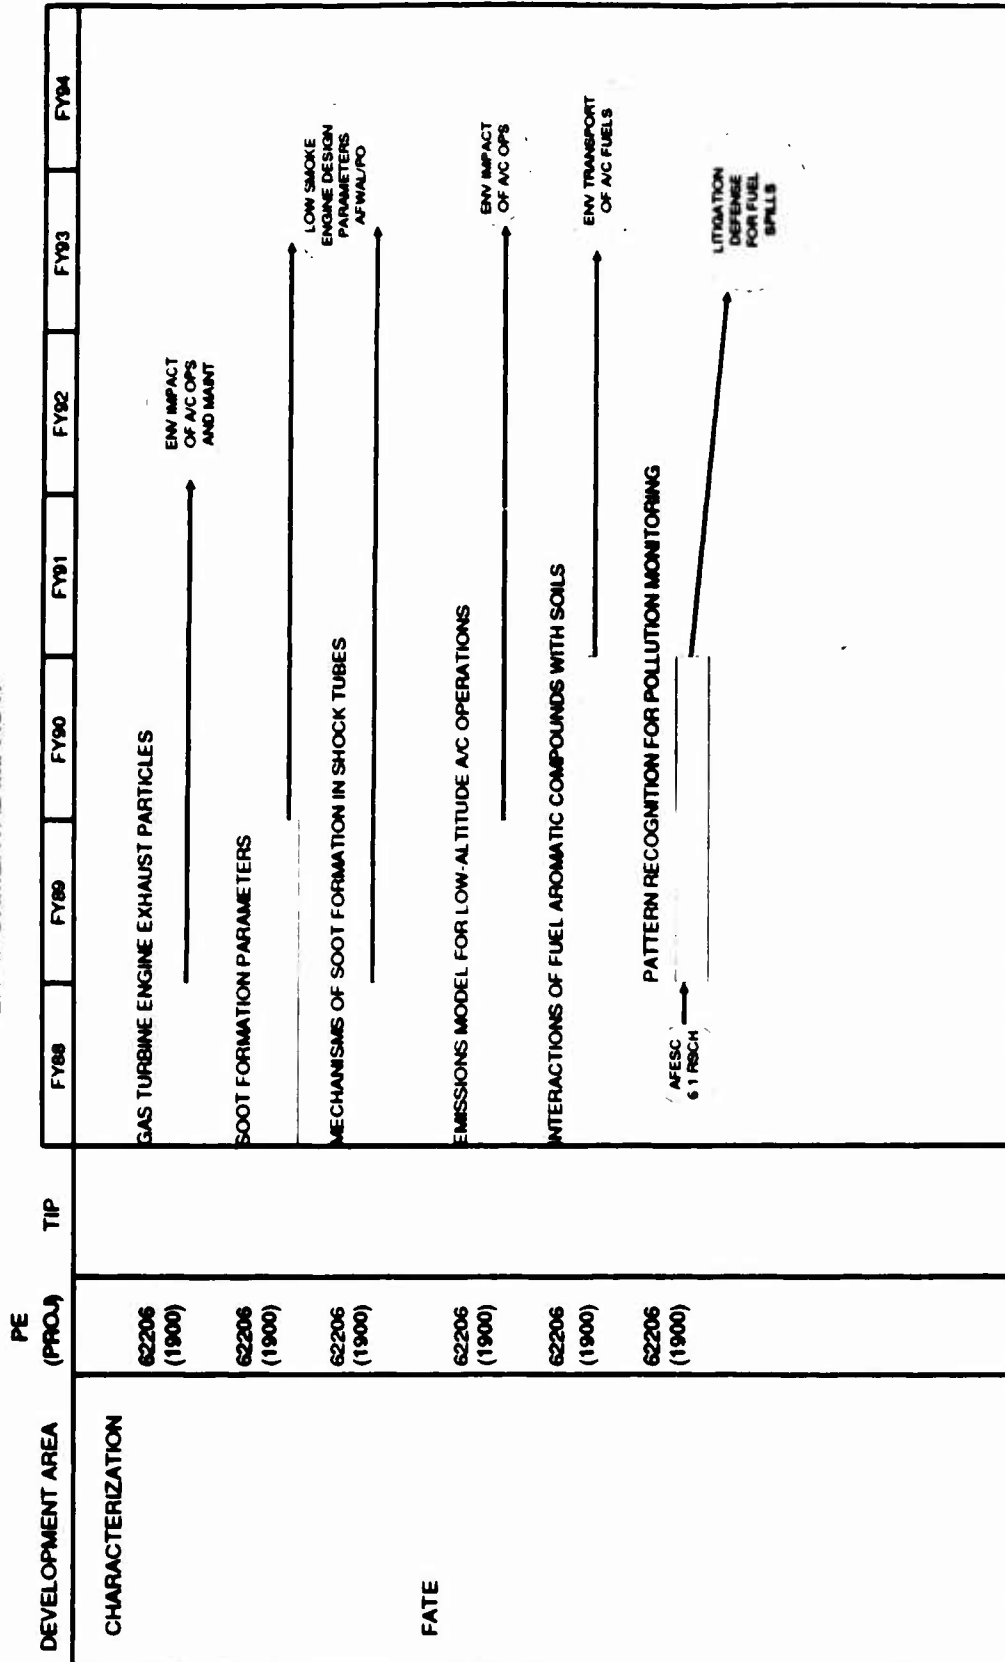 PE
DEVELOPMENT AREA (PROJ) TIP FY88 FY89 FY90 FY91 FY92 FY93 FY94
CHARACTERIZATION
62206
(1900)
GAS TURBINE ENGINE EXHAUST PARTICLES
ENV IMPACT
OF A/C OPS
AND MAINT
62206
(1900)
SOOT FORMATION PARAMETERS
LOW SMOKE
ENGINE DESIGN
PARAMETERS
AFWAL/PO
62206
(1900)
MECHANISMS OF SOOT FORMATION IN SHOCK TUBES
FATE
62206
(1900)
EMISSIONS MODEL FOR LOW-ALTITUDE A/C OPERATIONS
ENV IMPACT
OF A/C OPS
62206
(1900)
INTERACTIONS OF FUEL AROMATIC COMPOUNDS WITH SOILS
ENV TRANSPORT
OF A/C FUELS
62206
(1900)
PATTERN RECOGNITION FOR POLLUTION MONITORING
AFESC
6 1 RSCH
LITIGATION
DEFENSE
FOR FUEL
SPILLS